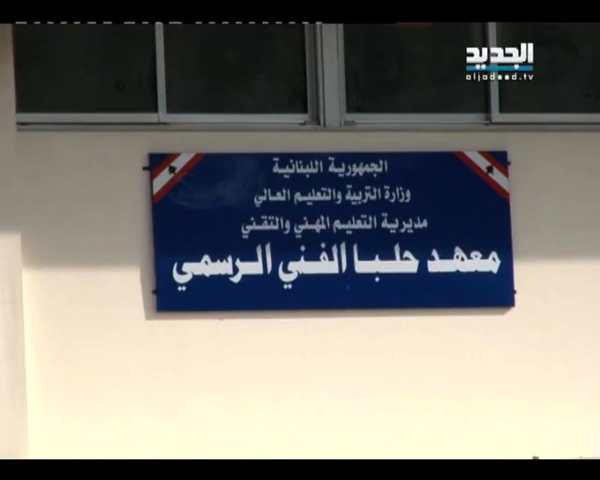 الجديد
aljadeed.tv
الجمهورية اللبنانية
وزارة التربية والتعليم العالي
مديرية التعليم المهني والتقني
معهد حلبا الفني الرسمي